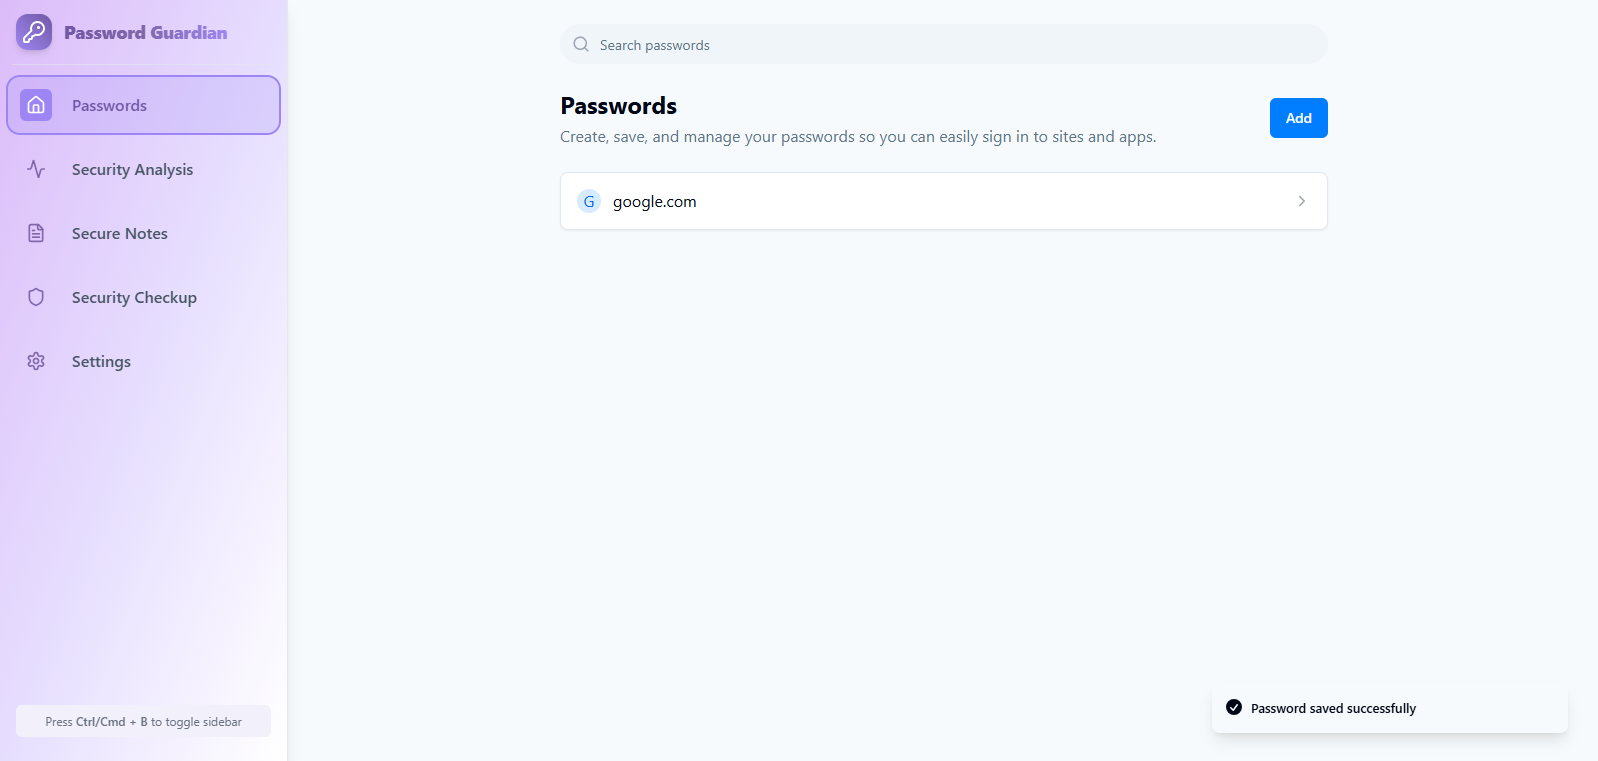 Password Guardian
Passwords
Security Analysis
Secure Notes
Security Checkup
Settings
Press Ctrl/Cmd + B to toggle sidebar
Search passwords
Passwords
Create, save, and manage your passwords so you can easily sign in to sites and apps.
Add
G google.com
Password saved successfully